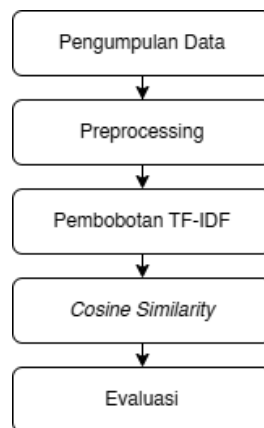 Pengumpulan Data
Preprocessing
Pembobotan TF-IDF
Cosine Similarity
Evaluasi